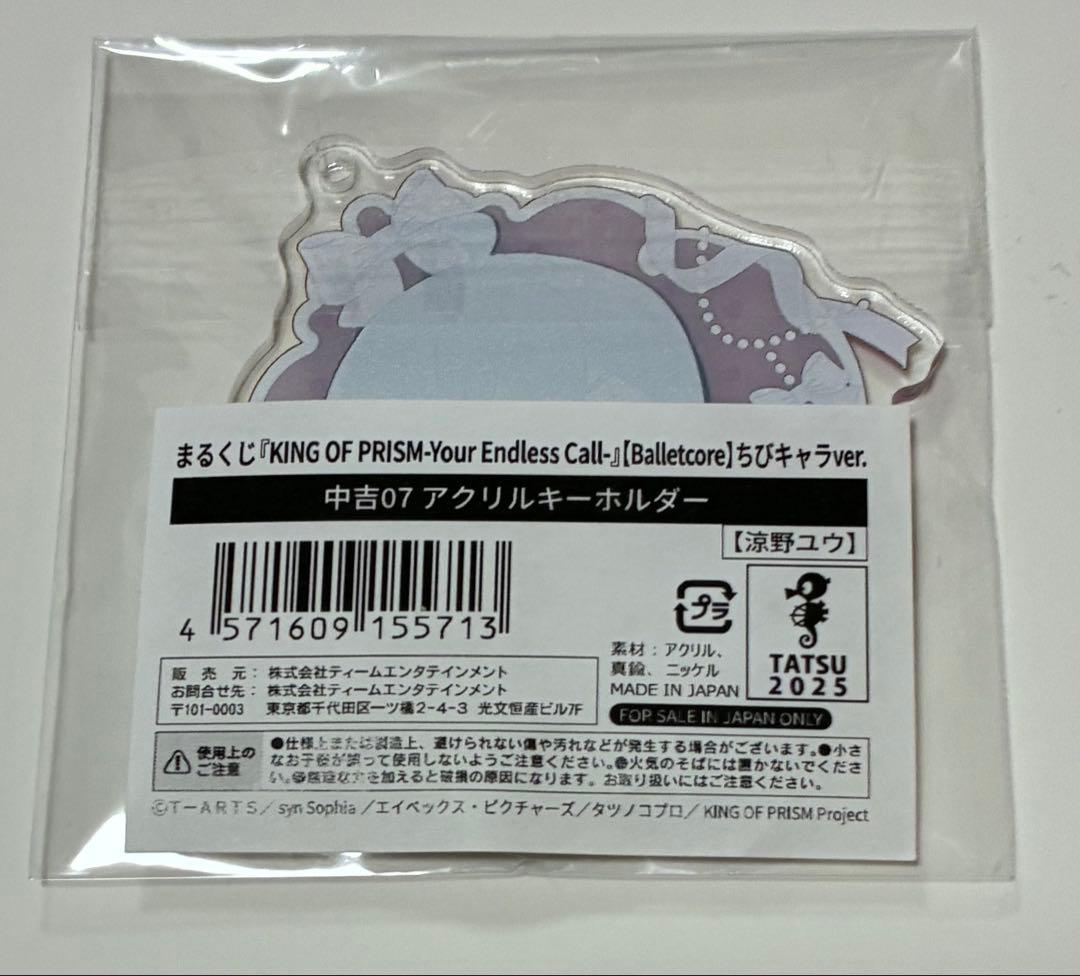 まるくじ『KING OF PRISM-Your Endless Call-』【Balletcore】ちびキャラver.
中吉07 アクリルキーホルダー
【涼野ユウ】
4 571609 155713
プラ
素材：アクリル、
真鍮、ニッケル
MADE IN JAPAN
TATSU
2025
FOR SALE IN JAPAN ONLY
販売元：株式会社ティームエンタテインメント
お問合せ先：株式会社ティームエンタテインメント
〒101-0003 東京都千代田区一ツ橋2-4-3 光文恒産ビル7F
使用上の
ご注意
●仕様上または製造上、避けられない傷や汚れなどが発生する場合がございます。●小さ
なお子様が誤って使用しないようご注意ください。●火気のそばには置かないでくださ
い。●無理な力を加えると破損の原因になります。お取り扱いにはご注意ください。
©T-ARTS／syn Sophia／エイベックス・ピクチャーズ／タツノコプロ／KING OF PRISM Project